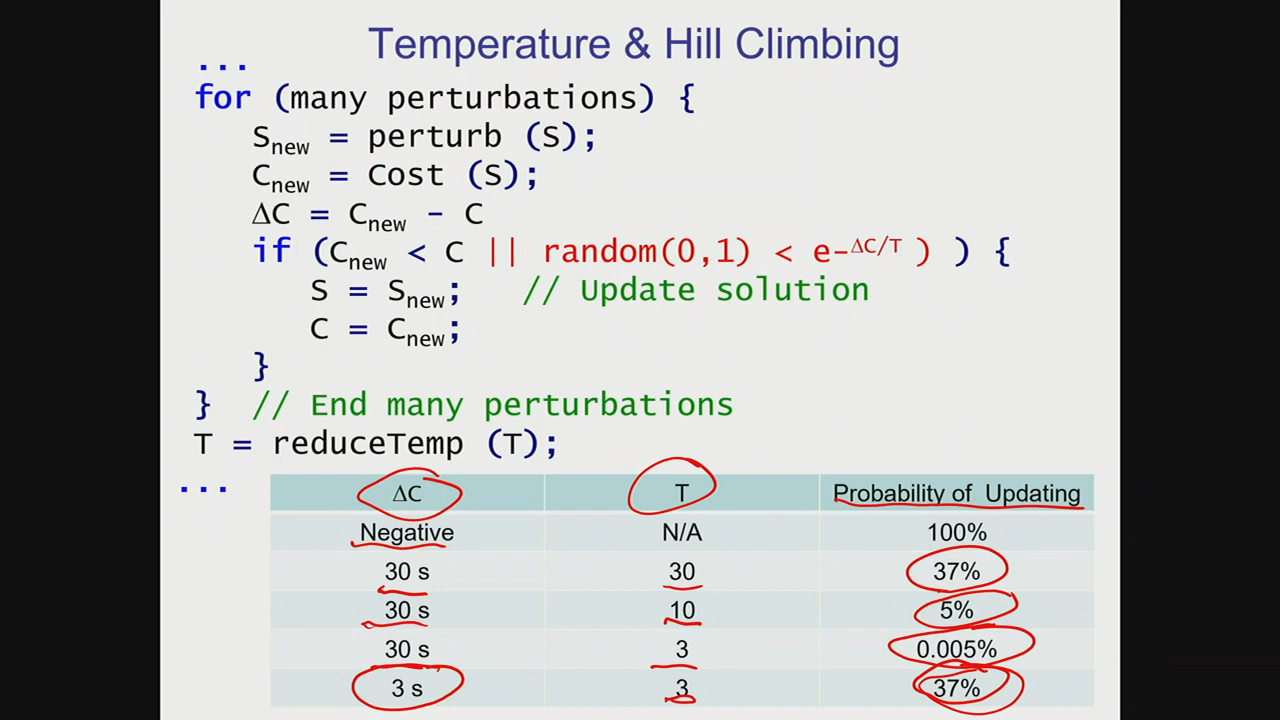 Temperature & Hill Climbing
...
for (many perturbations) {
Snew = perturb (S);
Cnew = Cost (S);
ΔC = Cnew - C
if (Cnew < C || random(0,1) < e-ΔC/T ) ) {
S = Snew; // Update solution
C = Cnew;
}
} // End many perturbations
T = reduceTemp (T);
...
ΔC T Probability of Updating
Negative N/A 100%
30 s 30 37%
30 s 10 5%
30 s 3 0.005%
3 s 3 37%